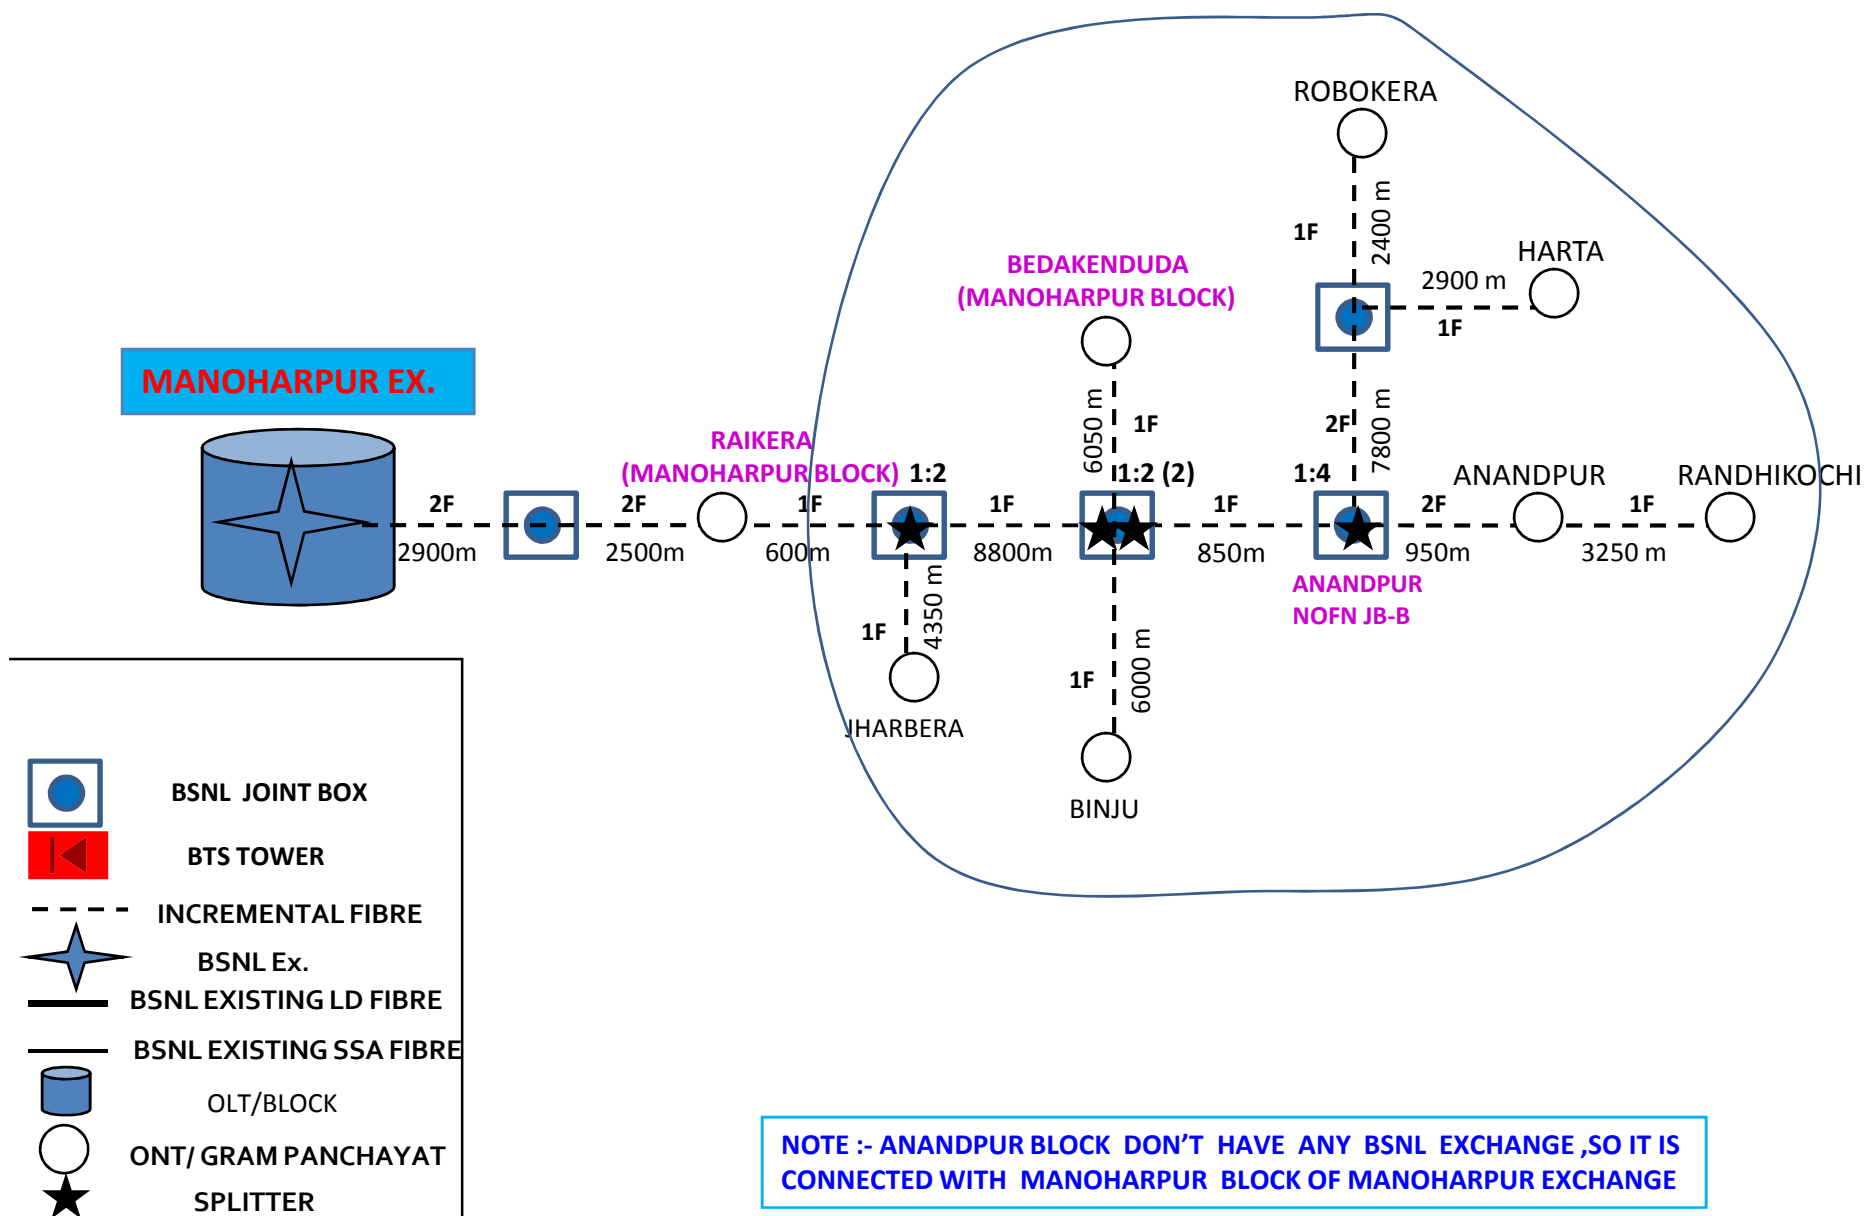 ROBOKERA
1F
2400 m
HARTA
2900 m
1F
BEDAKENDUDA
(MANOHARPUR BLOCK)
MANOHARPUR EX.
6050 m
1F
2F
7800 m
RAIKERA
(MANOHARPUR BLOCK)
1:2
1:2 (2)
1:4
ANANDPUR
RANDHIKOCHI
2F
2F
1F
1F
1F
2F
1F
2900m
2500m
600m
8800m
850m
950m
3250 m
ANANDPUR
NOFN JB-B
1F
4350 m
JHARBERA
1F
6000 m
BINJU
BSNL JOINT BOX
BTS TOWER
INCREMENTAL FIBRE
BSNL Ex.
BSNL EXISTING LD FIBRE
BSNL EXISTING SSA FIBRE
OLT/BLOCK
ONT/ GRAM PANCHAYAT
SPLITTER
NOTE :- ANANDPUR BLOCK DON'T HAVE ANY BSNL EXCHANGE ,SO IT IS
CONNECTED WITH MANOHARPUR BLOCK OF MANOHARPUR EXCHANGE